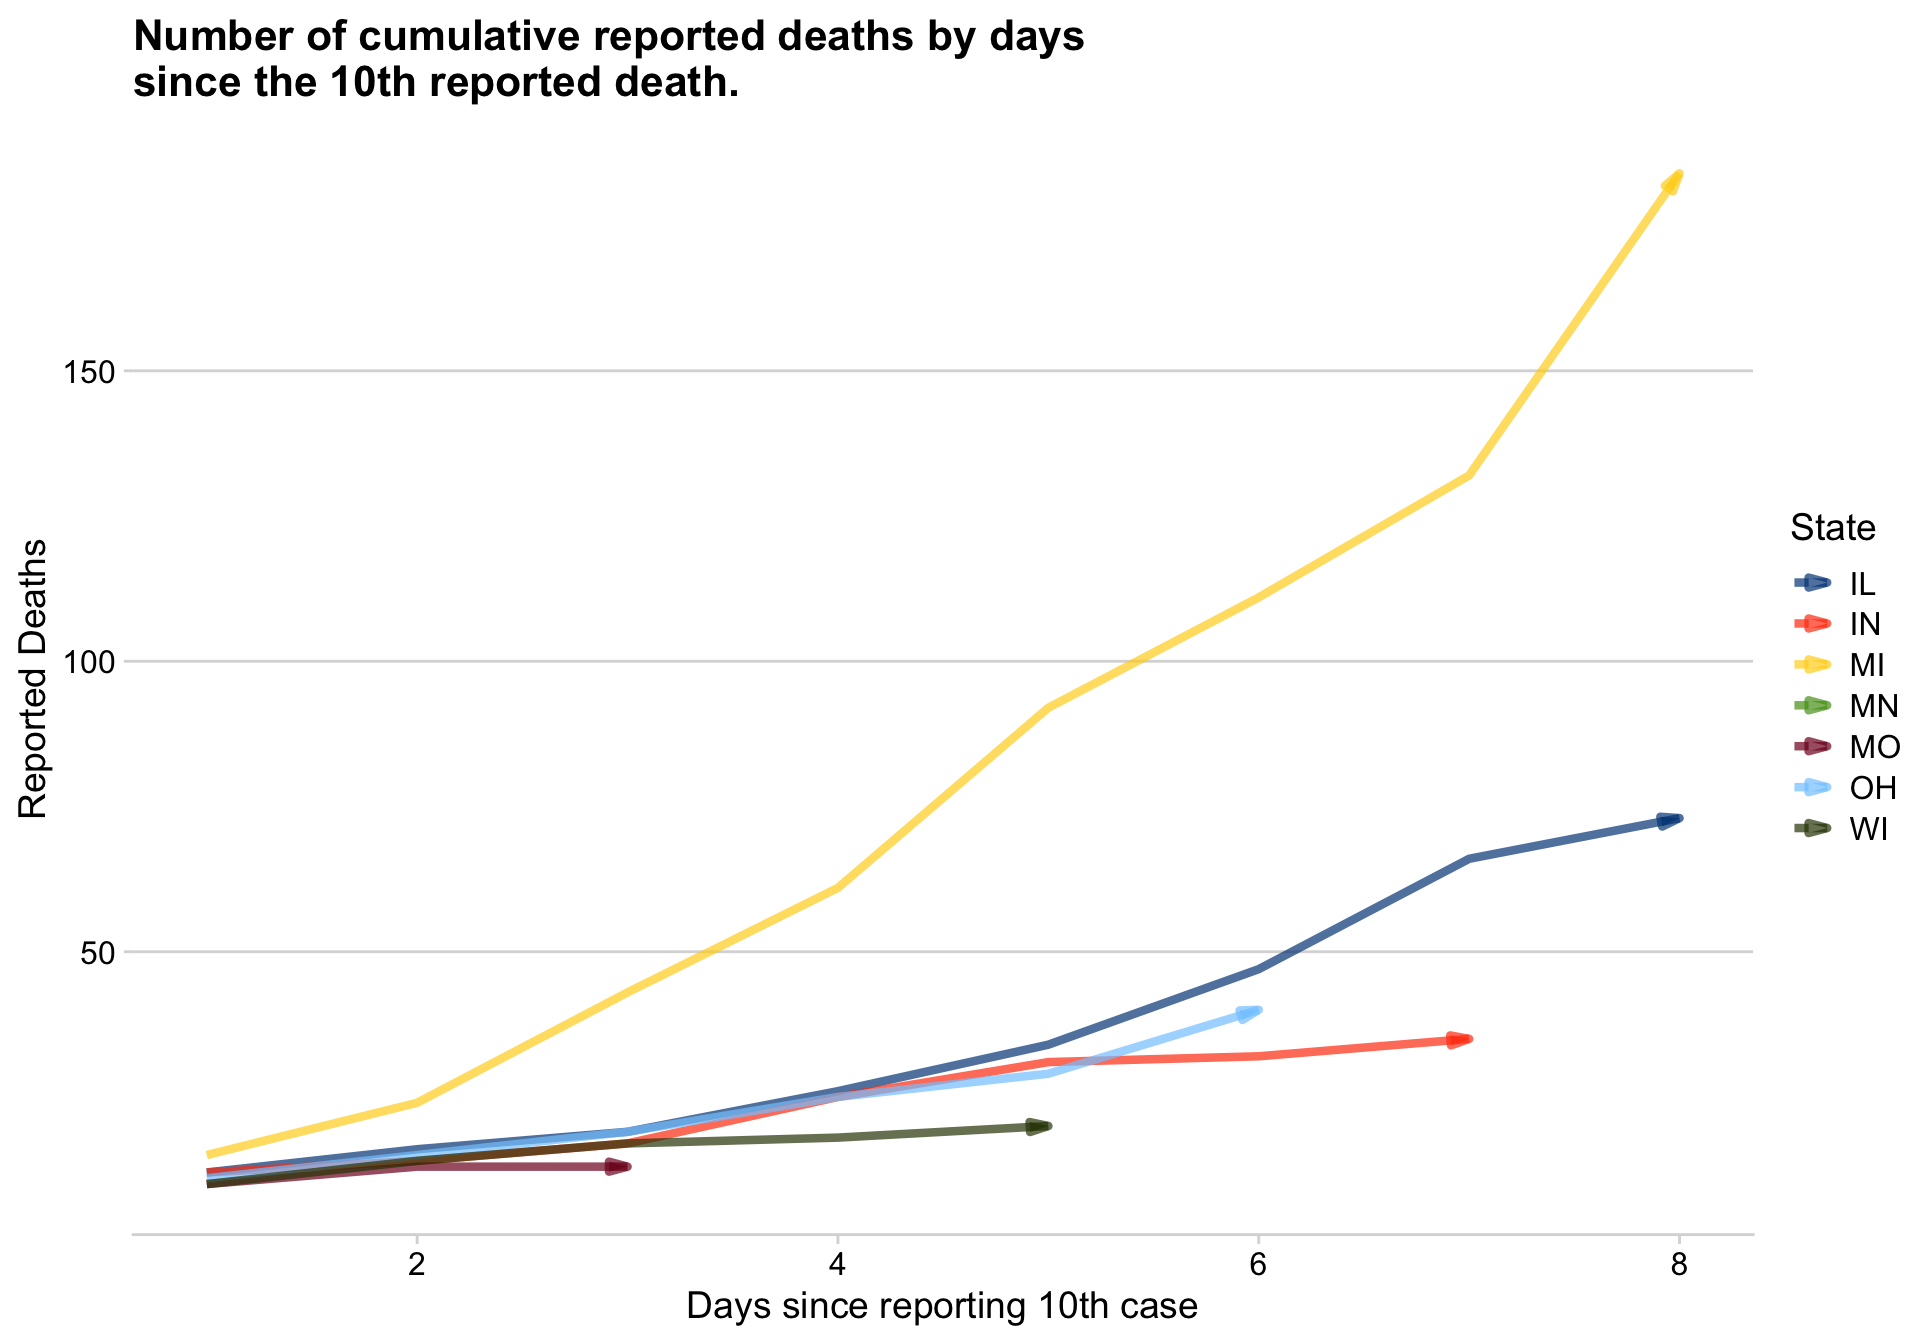 Number of cumulative reported deaths by days
since the 10th reported death.
150
100
50
Reported Deaths
2
4
6
8
Days since reporting 10th case
State
IL
IN
MI
MN
MO
OH
WI